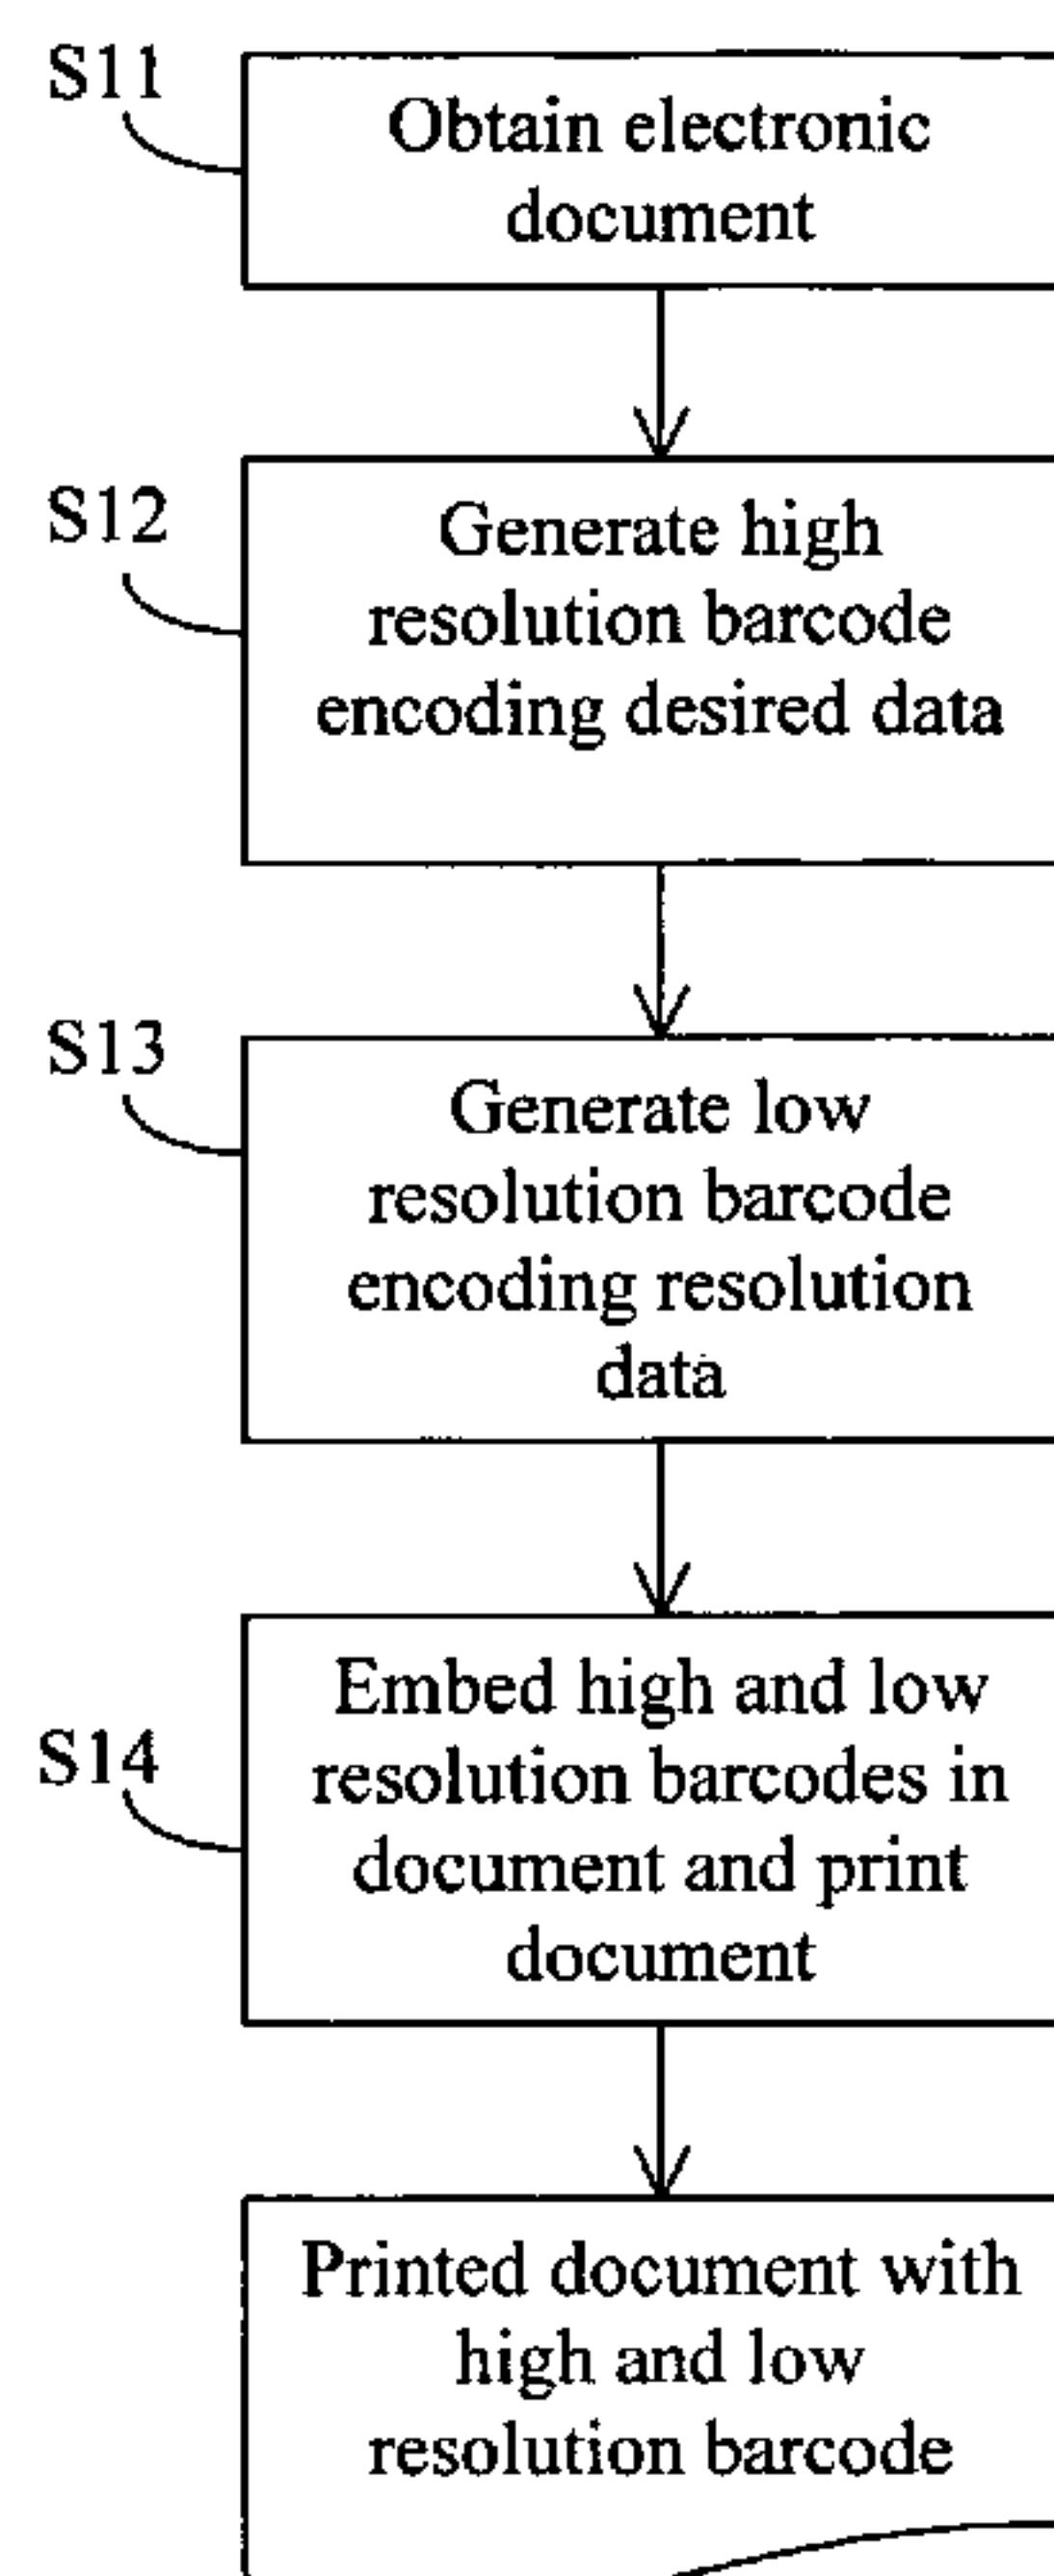 S11
Obtain electronic
document
S12
Generate high
resolution barcode
encoding desired data
S13
Generate low
resolution barcode
encoding resolution
data
S14
Embed high and low
resolution barcodes in
document and print
document
Printed document with
high and low
resolution barcode